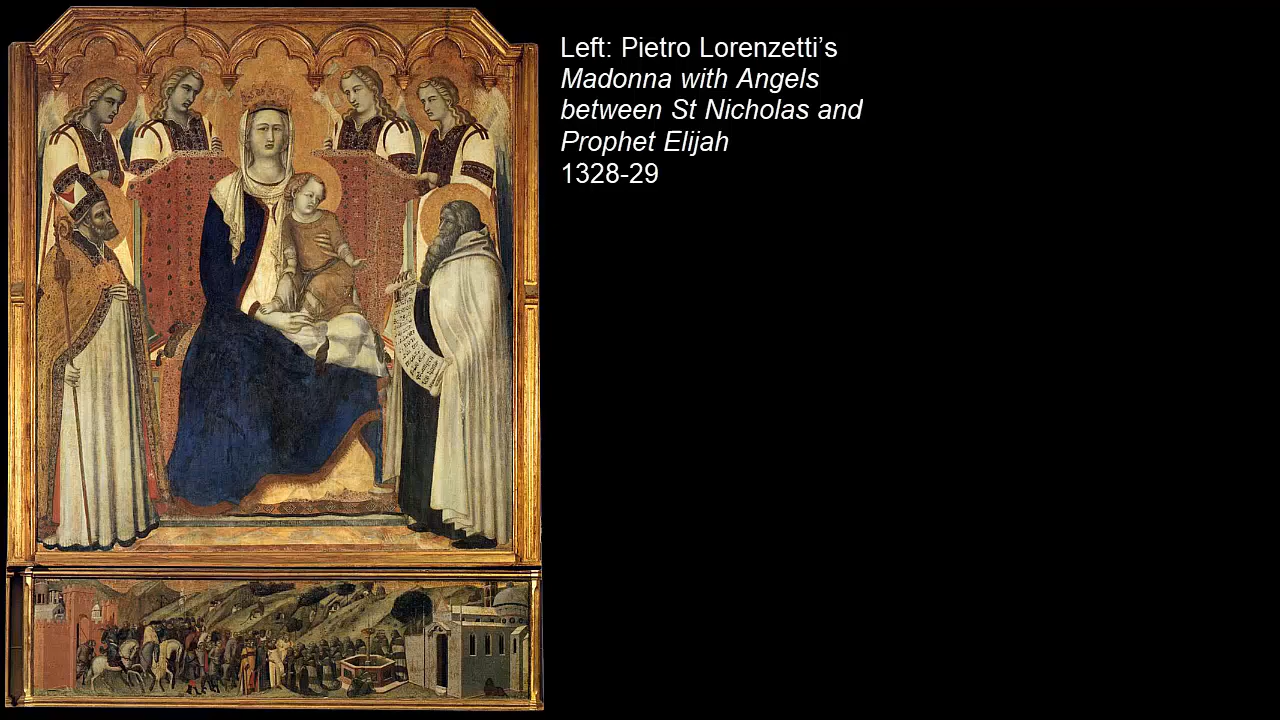 Left: Pietro Lorenzetti’s
Madonna with Angels
between St Nicholas and
Prophet Elijah
1328-29